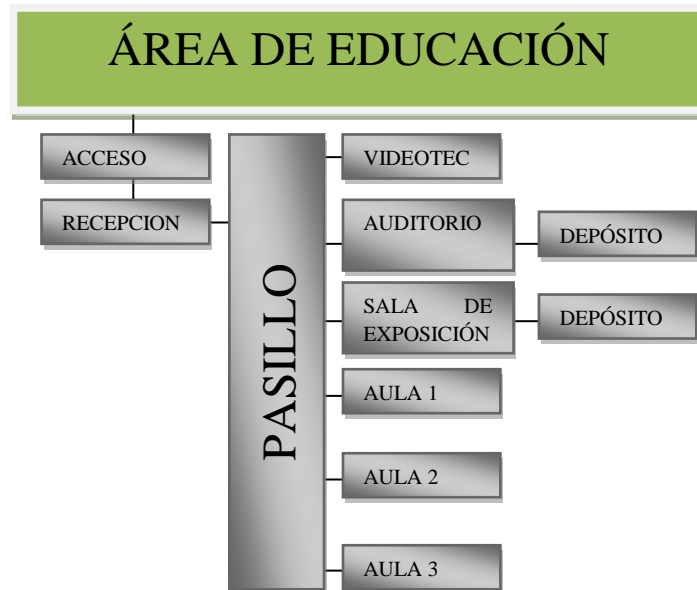 ÁREA DE EDUCACIÓN
ACCESO
RECEPCION
PASILLO
VIDEOTEC
AUDITORIO
DEPÓSITO
SALA DE
EXPOSICIÓN
DEPÓSITO
AULA 1
AULA 2
AULA 3